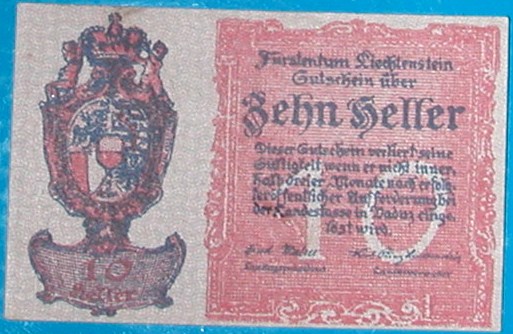 Fürstentum Liechtenstein
Gutschein über
Zehn Heller
Dieser Gutschein verliert seine
Gültigkeit, wenn er nicht inner-
halb dreier Monate nach erfolg-
ter öffentlicher Aufforderung bei
der Landeskasse in Vaduz einge-
löst wird.
10
Heller
10